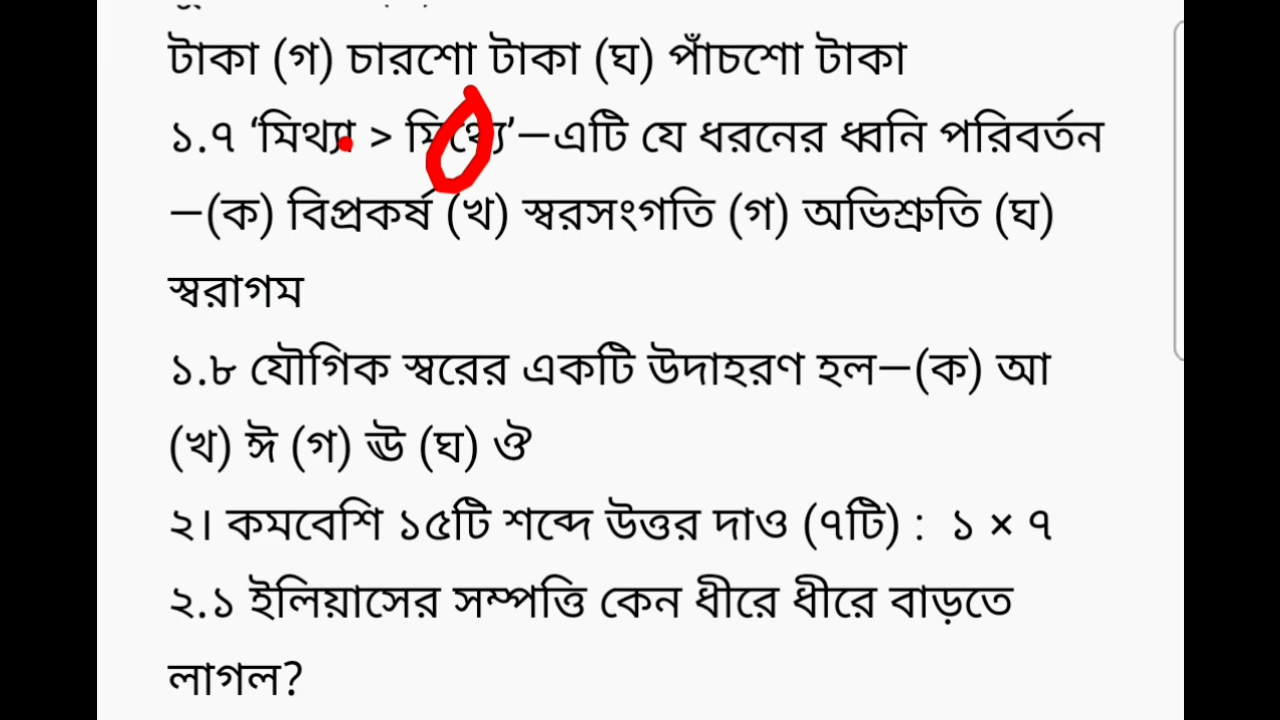 টাকা (গ) চারশো টাকা (ঘ) পাঁচশো টাকা
১.৭ ‘মিথ্যা > মিথ্যে’—এটি যে ধরনের ধ্বনি পরিবর্তন
—(ক) বিপ্রকর্ষ (খ) স্বরসংগতি (গ) অভিশ্রুতি (ঘ)
স্বরাগম
১.৮ যৌগিক স্বরের একটি উদাহরণ হল—(ক) আ
(খ) ঈ (গ) ঊ (ঘ) ঔ
২। কমবেশি ১৫টি শব্দে উত্তর দাও (৭টি) : ১ × ৭
২.১ ইলিয়াসের সম্পত্তি কেন ধীরে ধীরে বাড়তে
লাগল?